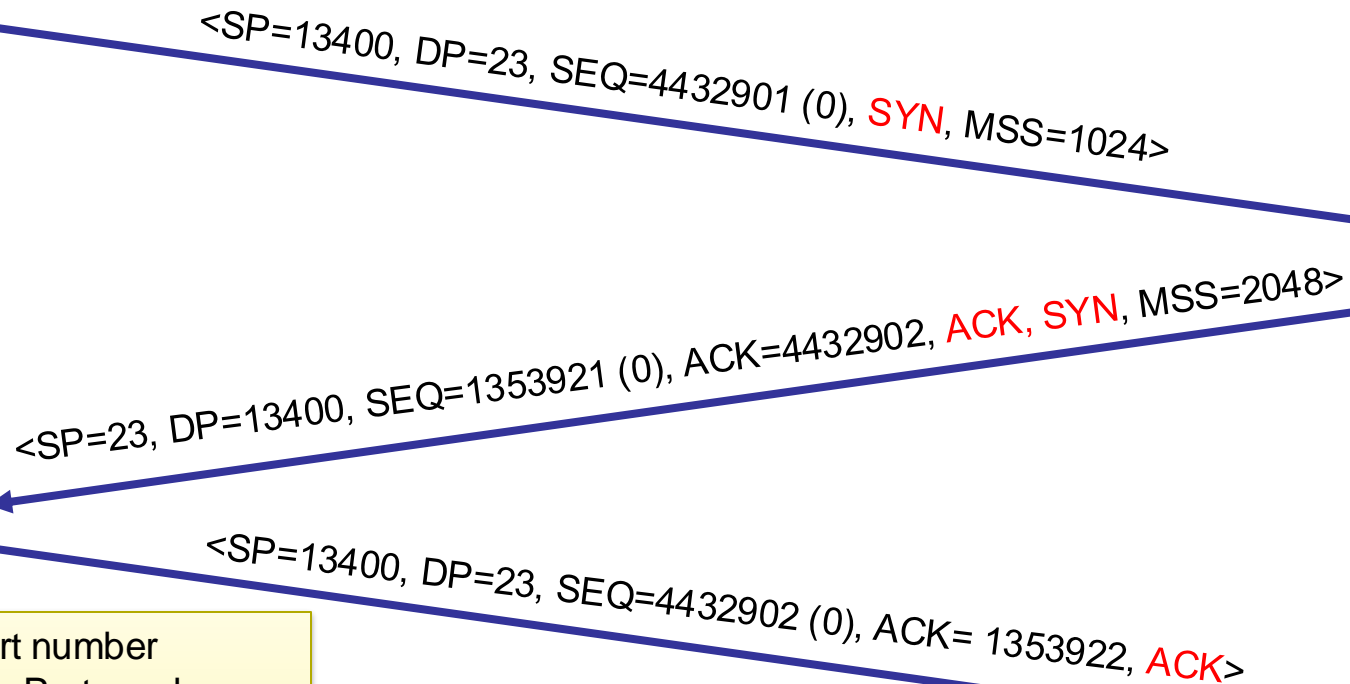 <SP=13400, DP=23, SEQ=4432901 (0), SYN, MSS=1024>
<SP=23, DP=13400, SEQ=1353921 (0), ACK=4432902, ACK, SYN, MSS=2048>
<SP=13400, DP=23, SEQ=4432902 (0), ACK= 1353922, ACK>
rt number